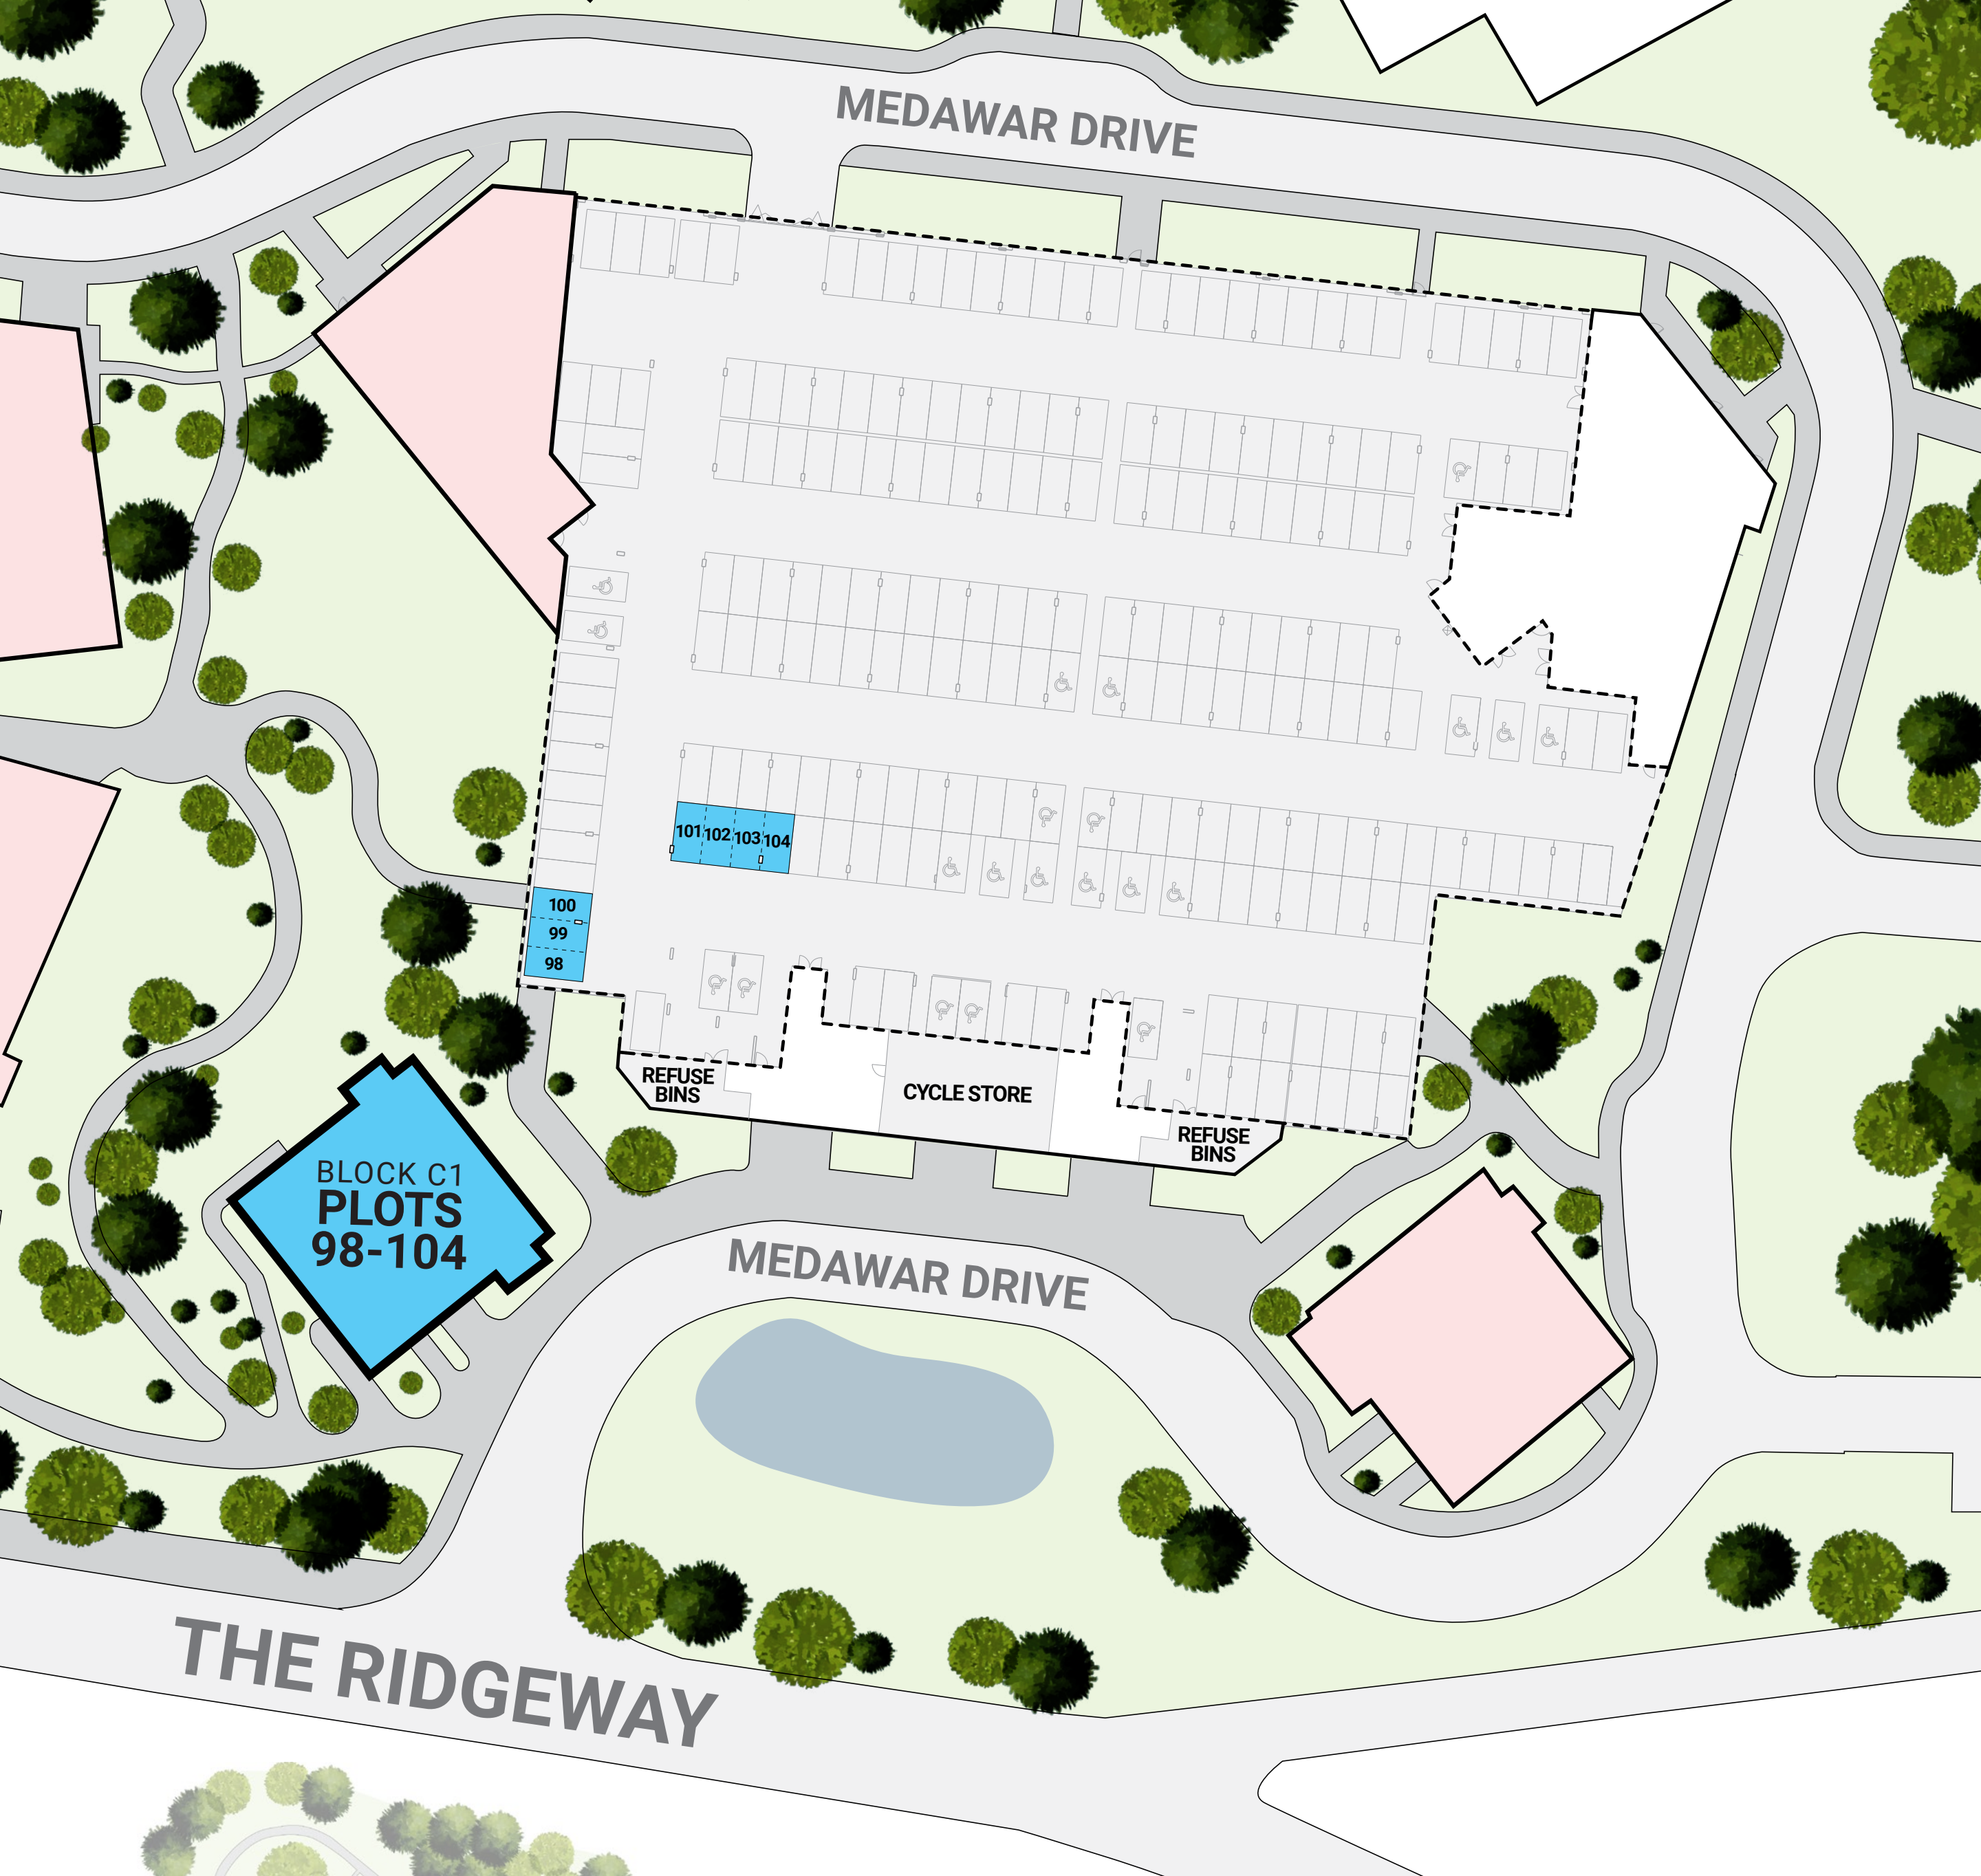 MEDAWAR DRIVE
101 102 103 104
100
99
98
REFUSE
BINS
CYCLE STORE
REFUSE
BINS
BLOCK C1
PLOTS
98-104
MEDAWAR DRIVE
THE RIDGEWAY